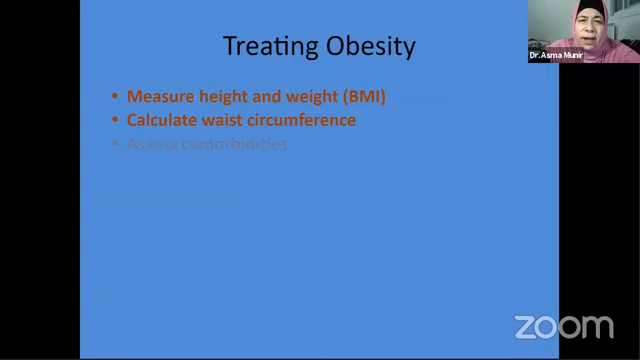 Treating Obesity
Dr.Asma Munir
• Measure height and weight (BMI)
• Calculate waist circumference
• Assess comorbidities
zoom